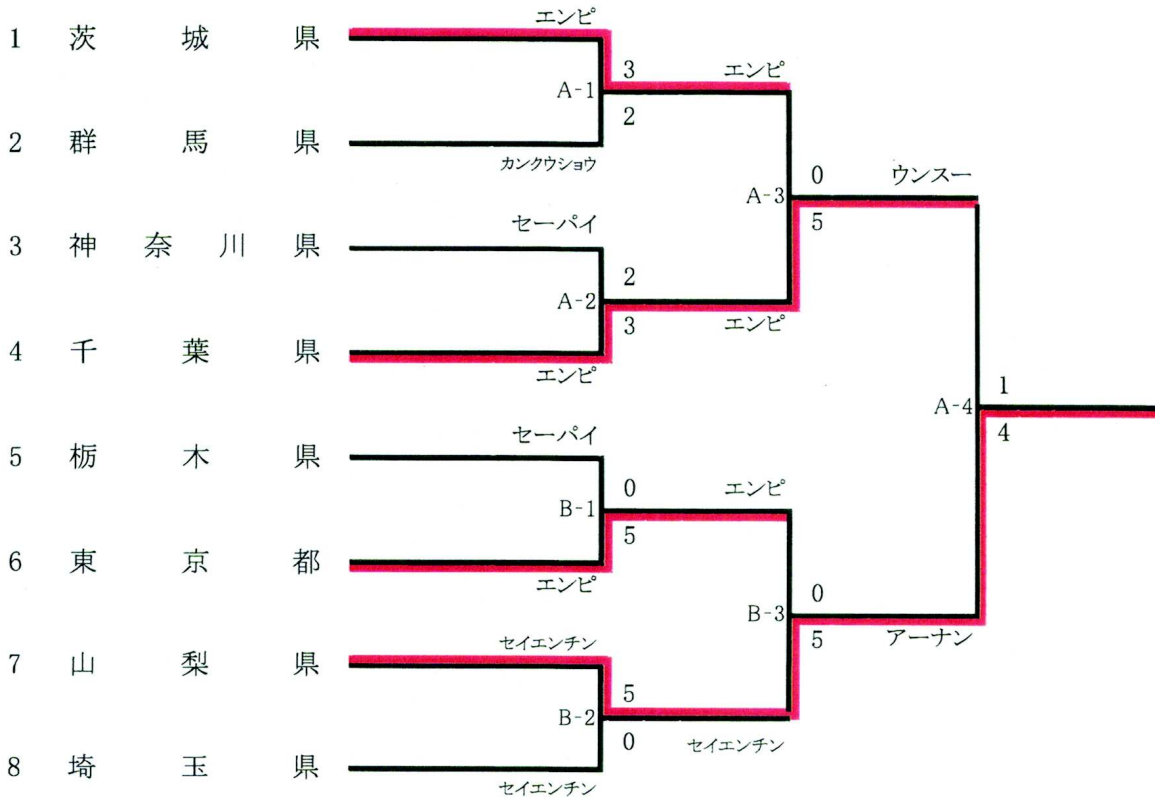 エンピ
1 茨城県
3 エンピ
A-1
2
2 群馬県
カンクウショウ
0 ウンスー
A-3
5
セーパイ
3 神奈川県
2
A-2
3 エンピ
4 千葉県
エンピ
1
A-4
4
セーパイ
5 栃木県
0 エンピ
B-1
5
6 東京都
エンピ
0
B-3
5 アーナン
セイエンチン
7 山梨県
5
B-2
0 セイエンチン
8 埼玉県
セイエンチン